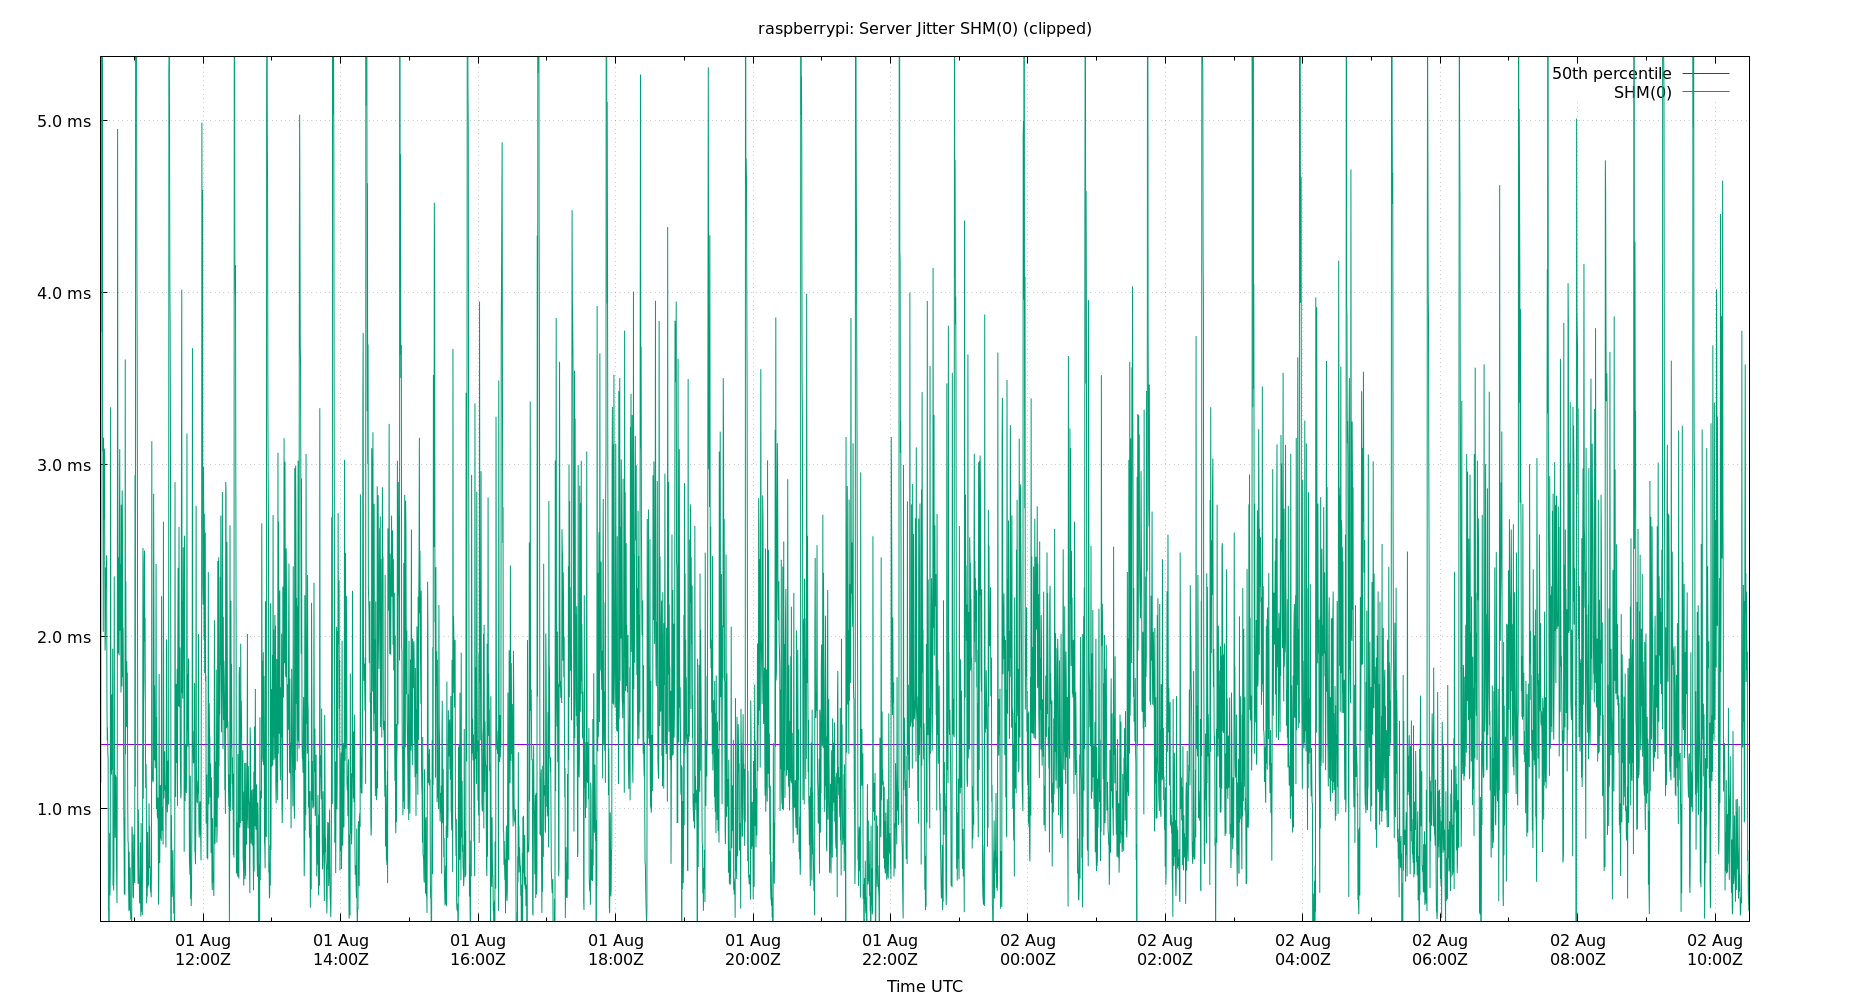 raspberrypi: Server Jitter SHM(0) (clipped)
50th percentile
SHM(0)
5.0 ms
4.0 ms
3.0 ms
2.0 ms
1.0 ms
01 Aug 01 Aug 01 Aug 01 Aug 01 Aug 01 Aug 02 Aug 02 Aug 02 Aug 02 Aug 02 Aug 02 Aug
12:00Z 14:00Z 16:00Z 18:00Z 20:00Z 22:00Z 00:00Z 02:00Z 04:00Z 06:00Z 08:00Z 10:00Z
Time UTC